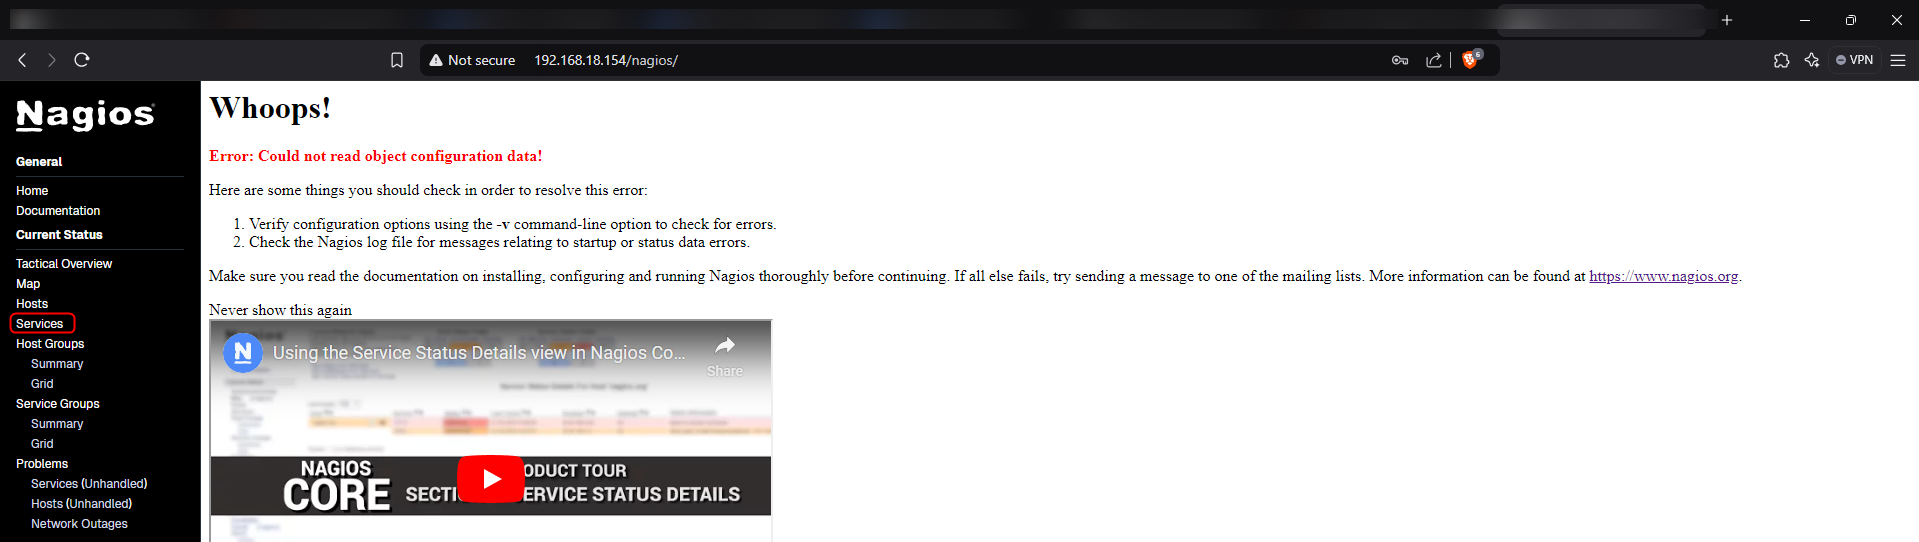 Not secure 192.168.18.154/nagios/
6
VPN
Nagios
General
Home
Documentation
Current Status
Tactical Overview
Map
Hosts
Services
Host Groups
Summary
Grid
Service Groups
Summary
Grid
Problems
Services (Unhandled)
Hosts (Unhandled)
Network Outages
Whoops!
Error: Could not read object configuration data!
Here are some things you should check in order to resolve this error:
1. Verify configuration options using the -v command-line option to check for errors.
2. Check the Nagios log file for messages relating to startup or status data errors.
Make sure you read the documentation on installing, configuring and running Nagios thoroughly before continuing. If all else fails, try sending a message to one of the mailing lists. More information can be found at https://www.nagios.org.
Never show this again
N Using the Service Status Details view in Nagios Co...
Share
NAGIOS
CORE
ODUCT TOUR
SECTI ERVICE STATUS DETAILS